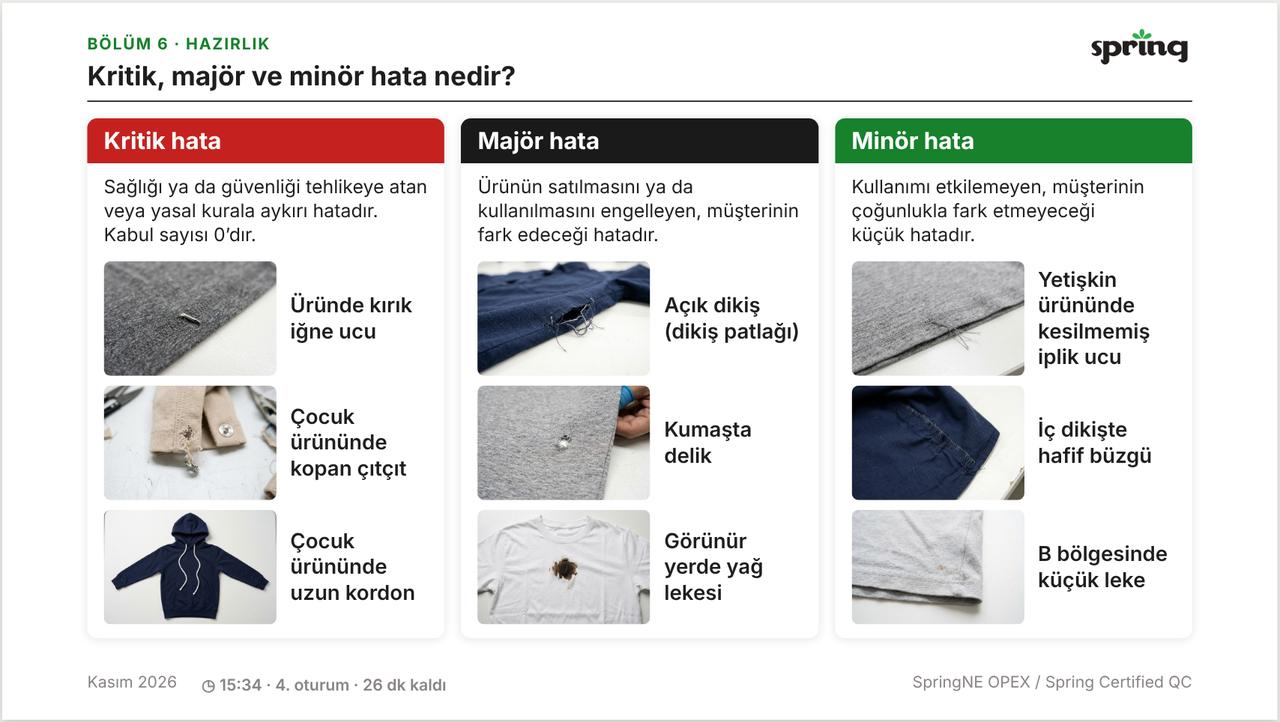 BÖLÜM 6 · HAZIRLIK
spring
Kritik, majör ve minör hata nedir?
Kritik hata
Sağlığı ya da güvenliği tehlikeye atan
veya yasal kurala aykırı hatadır.
Kabul sayısı 0’dır.
Üründe kırık
iğne ucu
Çocuk
ürününde
kopan çıtçıt
Çocuk
ürününde
uzun kordon
Majör hata
Ürünün satılmasını ya da
kullanılmasını engelleyen, müşterinin
fark edeceği hatadır.
Açık dikiş
(dikiş patlağı)
Kumaşta
delik
Görünür
yerde yağ
lekesi
Minör hata
Kullanımı etkilemeyen, müşterinin
çoğunlukla fark etmeyeceği
küçük hatadır.
Yetişkin
ürününde
kesilmemiş
iplik ucu
İç dikişte
hafif büzgü
B bölgesinde
küçük leke
Kasım 2026
15:34 · 4. oturum · 26 dk kaldı
SpringNE OPEX / Spring Certified QC